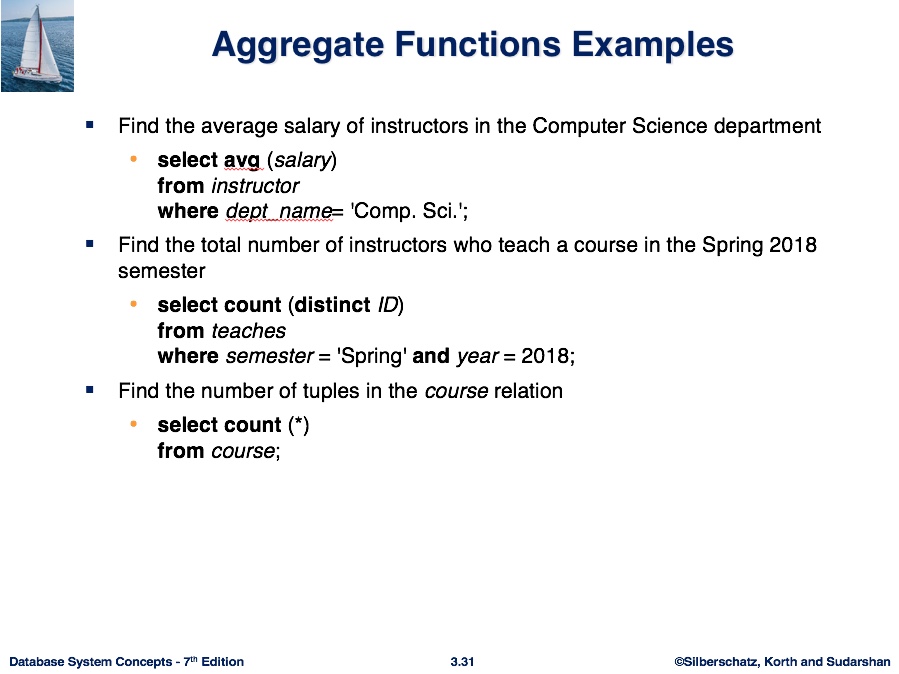 Aggregate Functions Examples
Find the average salary of instructors in the Computer Science department
select avg (salary)
from instructor
where dept_name= 'Comp. Sci.';
Find the total number of instructors who teach a course in the Spring 2018
semester
select count (distinct ID)
from teaches
where semester = 'Spring' and year = 2018;
Find the number of tuples in the course relation
select count (*)
from course;
Database System Concepts - 7th Edition
3.31
©Silberschatz, Korth and Sudarshan